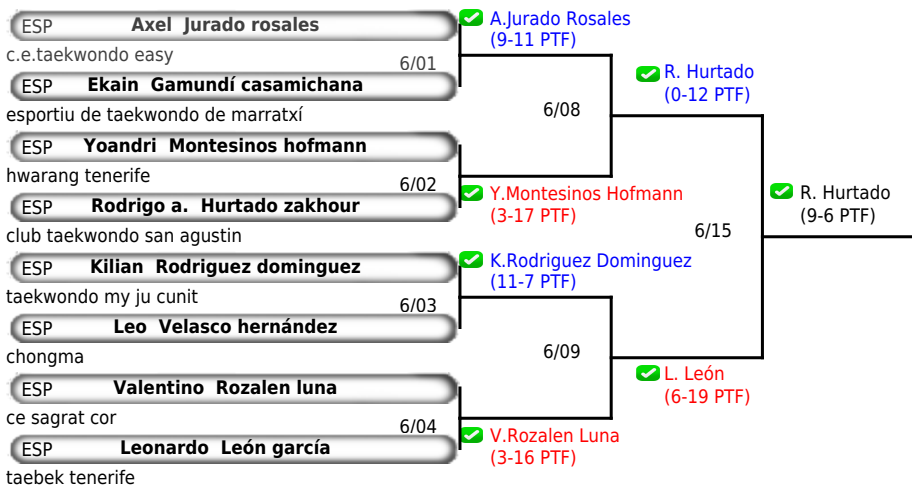 ESP Axel Jurado rosales
c.e.taekwondo easy
6/01
ESP Ekain Gamundí casamichana
esportiu de taekwondo de marratxí
ESP Yoandri Montesinos hofmann
hwarang tenerife
6/02
ESP Rodrigo a. Hurtado zakhour
club taekwondo san agustin
ESP Kilian Rodriguez dominguez
taekwondo my ju cunit
6/03
ESP Leo Velasco hernández
chongma
ESP Valentino Rozalen luna
ce sagrat cor
6/04
ESP Leonardo León garcía
taebek tenerife
A.Jurado Rosales
(9-11 PTF)
6/08
Y.Montesinos Hofmann
(3-17 PTF)
K.Rodriguez Dominguez
(11-7 PTF)
6/09
V.Rozalen Luna
(3-16 PTF)
R. Hurtado
(0-12 PTF)
6/15
L. León
(6-19 PTF)
R. Hurtado
(9-6 PTF)